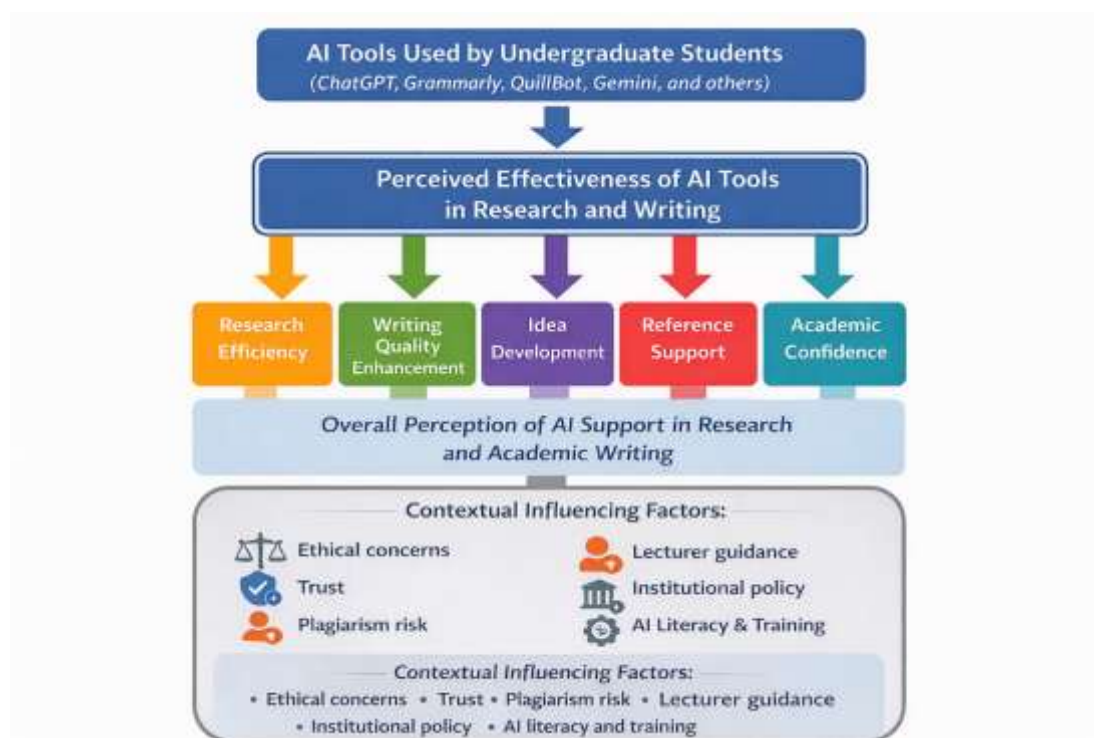 AI Tools Used by Undergraduate Students
(ChatGPT, Grammarly, QuillBot, Gemini, and others)
Perceived Effectiveness of AI Tools
in Research and Writing
Research
Efficiency
Writing
Quality
Enhancement
Idea
Development
Reference
Support
Academic
Confidence
Overall Perception of AI Support in Research
and Academic Writing
Contextual Influencing Factors:
Ethical concerns
Trust
Plagiarism risk
Lecturer guidance
Institutional policy
AI Literacy & Training
Contextual Influencing Factors:
• Ethical concerns • Trust • Plagiarism risk • Lecturer guidance
• Institutional policy • AI literacy and training